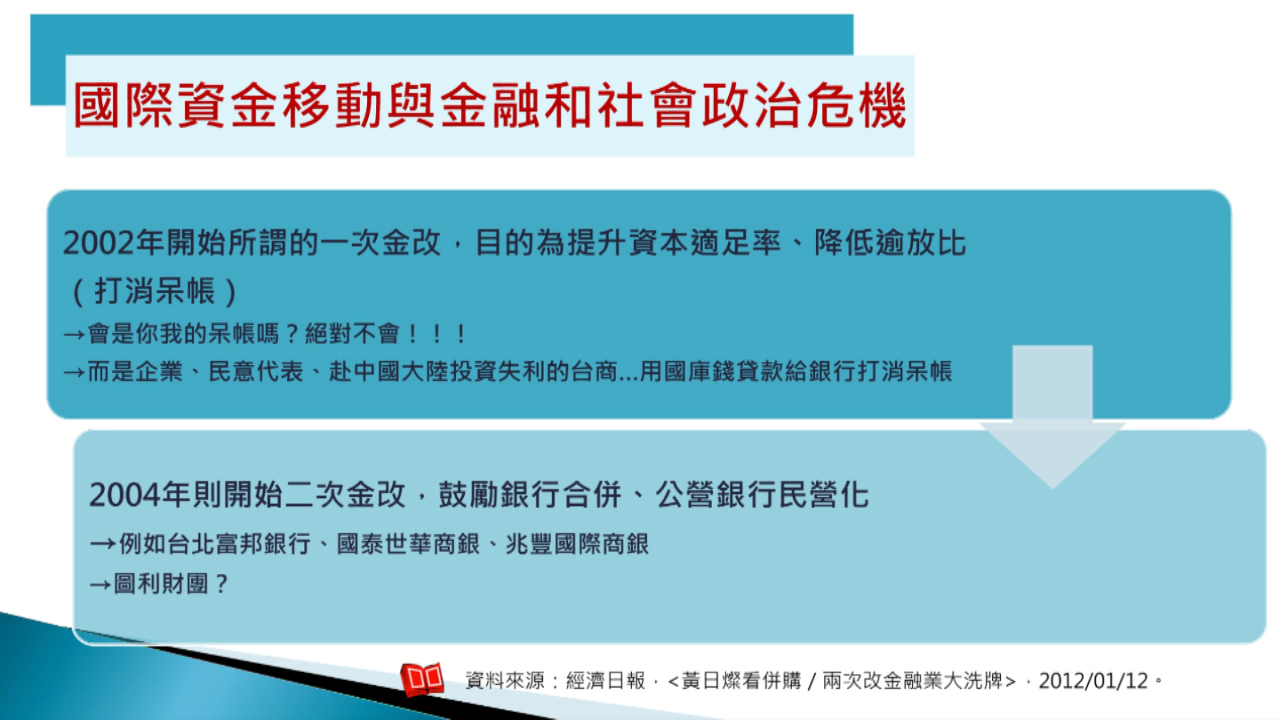 國際資金移動與金融和社會政治危機
2002年開始所謂的一次金改，目的為提升資本適足率、降低逾放比
（打消呆帳）
→會是你我的呆帳嗎？絕對不會！！！
→而是企業、民意代表、赴中國大陸投資失利的台商...用國庫錢貸款給銀行打消呆帳
2004年則開始二次金改，鼓勵銀行合併、公營銀行民營化
→例如台北富邦銀行、國泰世華商銀、兆豐國際商銀
→圖利財團？
資料來源：經濟日報，<黃日燦看併購/兩次改金融業大洗牌>，2012/01/12。